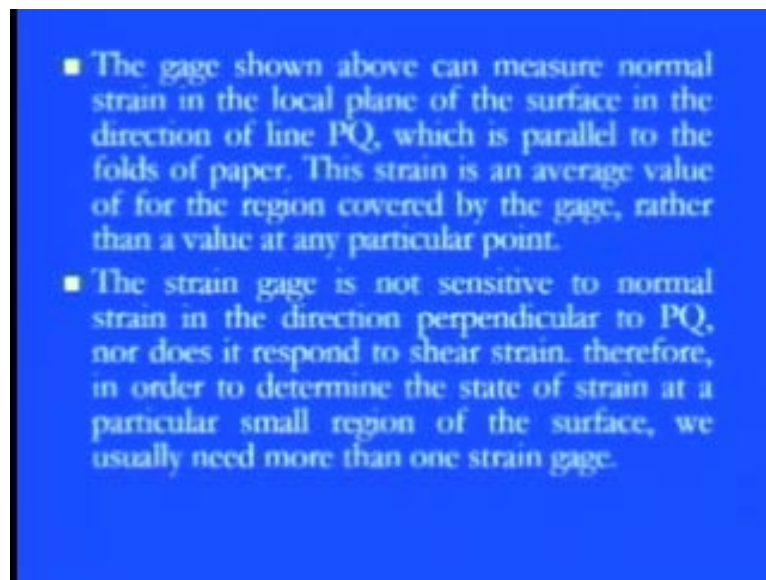 The gage shown above can measure normal
strain in the local plane of the surface in the
direction of line PQ, which is parallel to the
folds of paper. This strain is an average value
of for the region covered by the gage, rather
than a value at any particular point.
The strain gage is not sensitive to normal
strain in the direction perpendicular to PQ,
nor does it respond to shear strain. therefore,
in order to determine the state of strain at a
particular small region of the surface, we
usually need more than one strain gage.